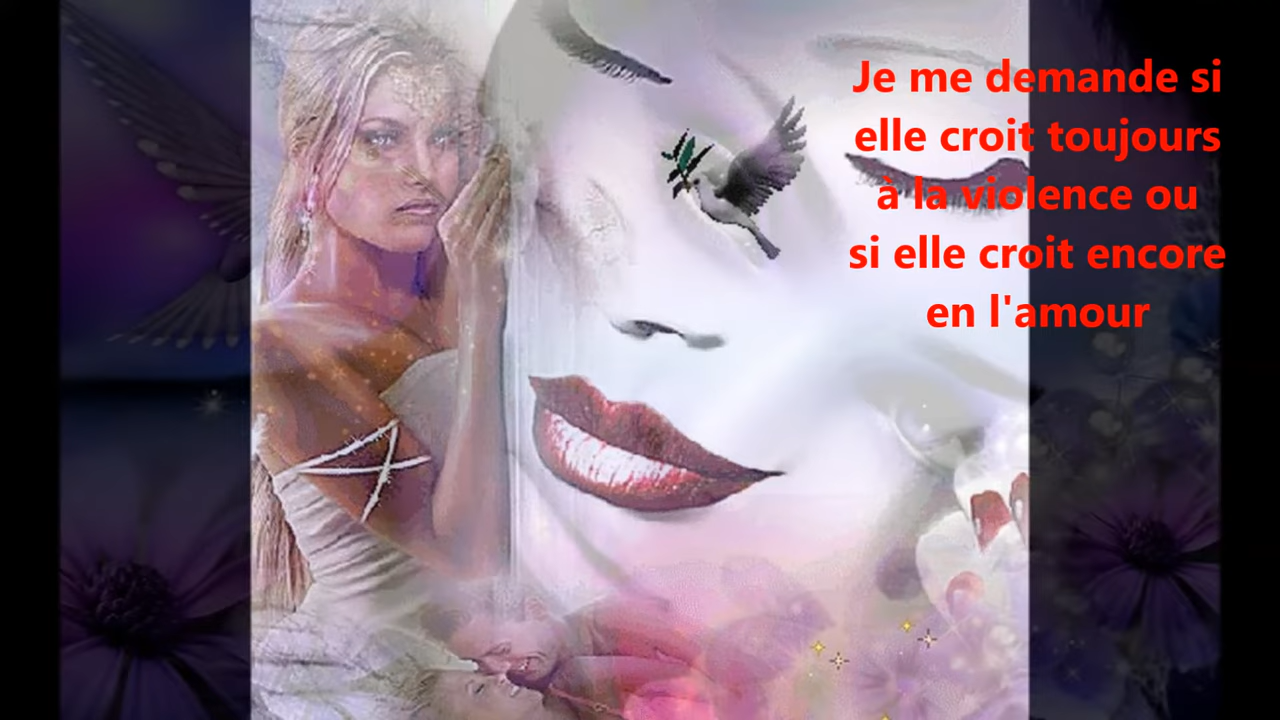 Je me demande si
elle croit toujours
à la violence ou
si elle croit encore
en l'amour